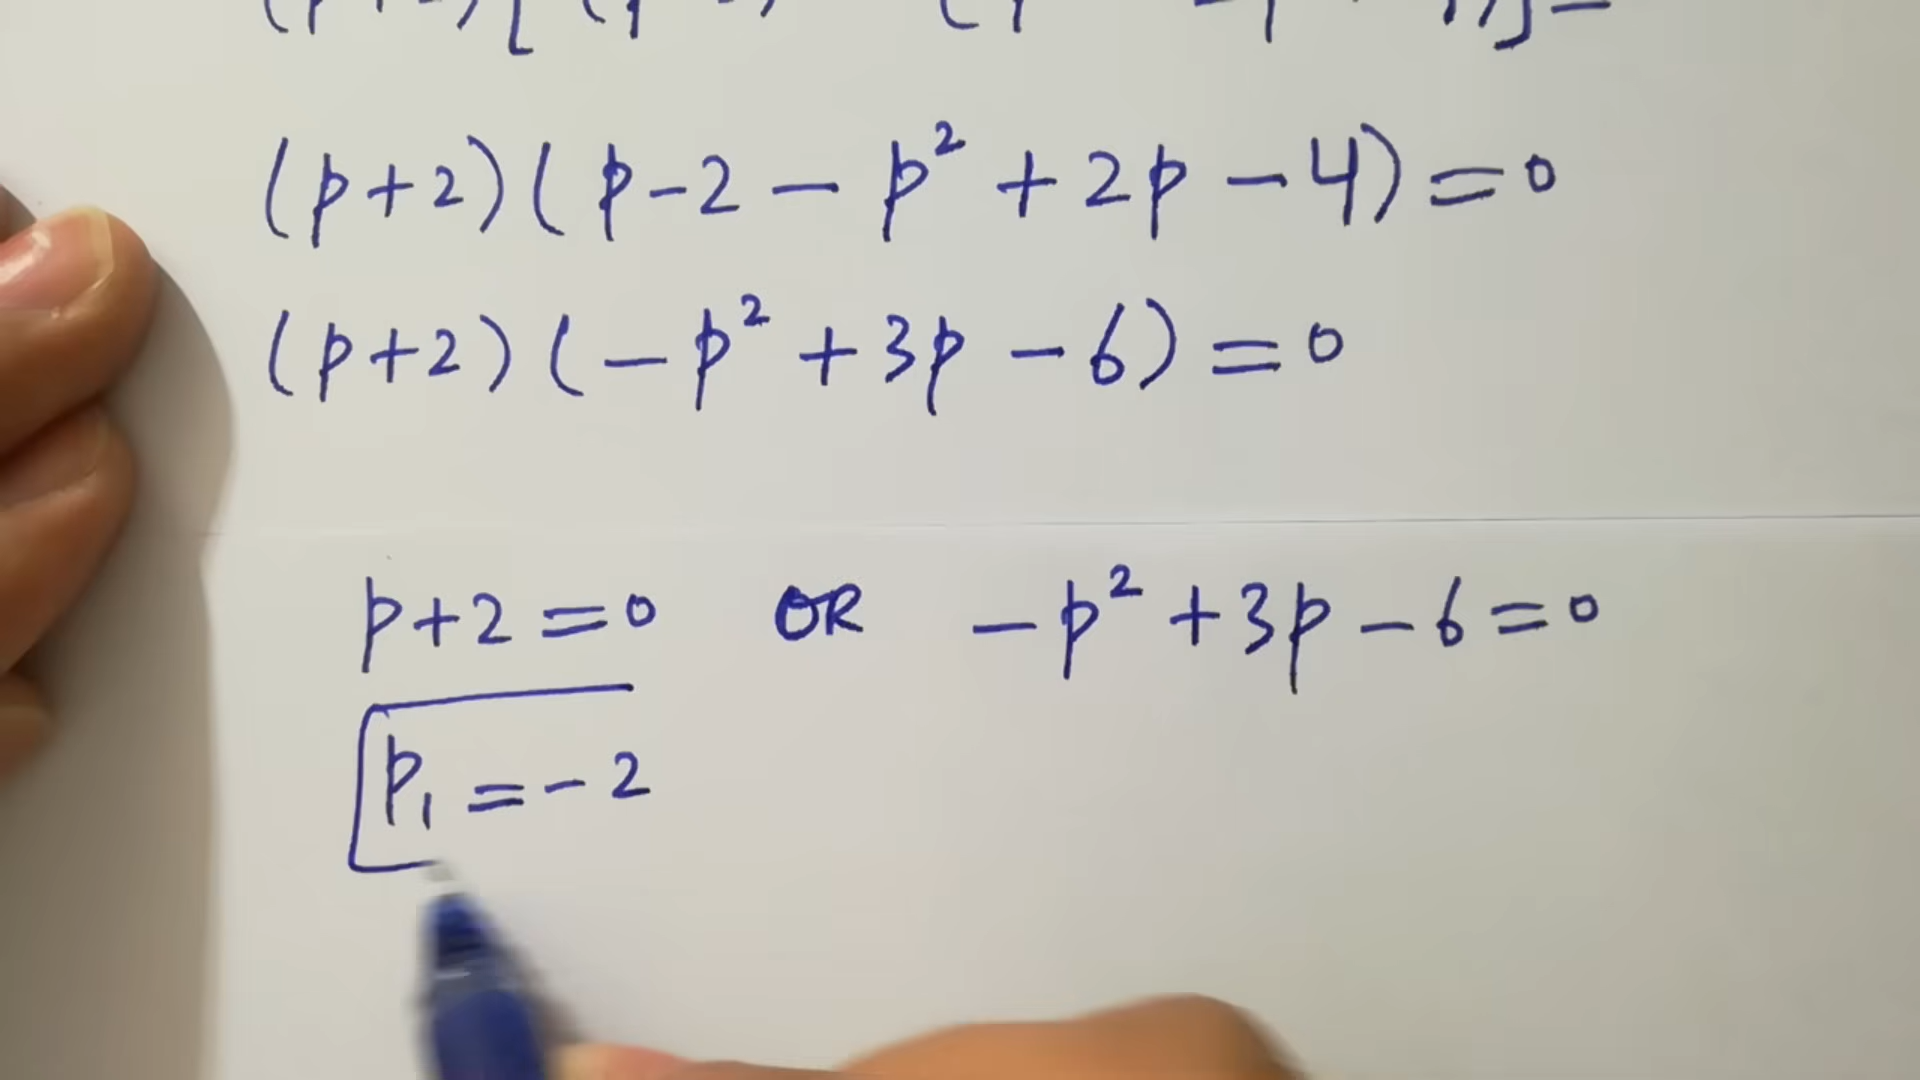 (p+2)(p-2-p²+2p-4)=0
(p+2)(-p²+3p-6)=0
p+2=0 OR -p²+3p-6=0
p₁=-2